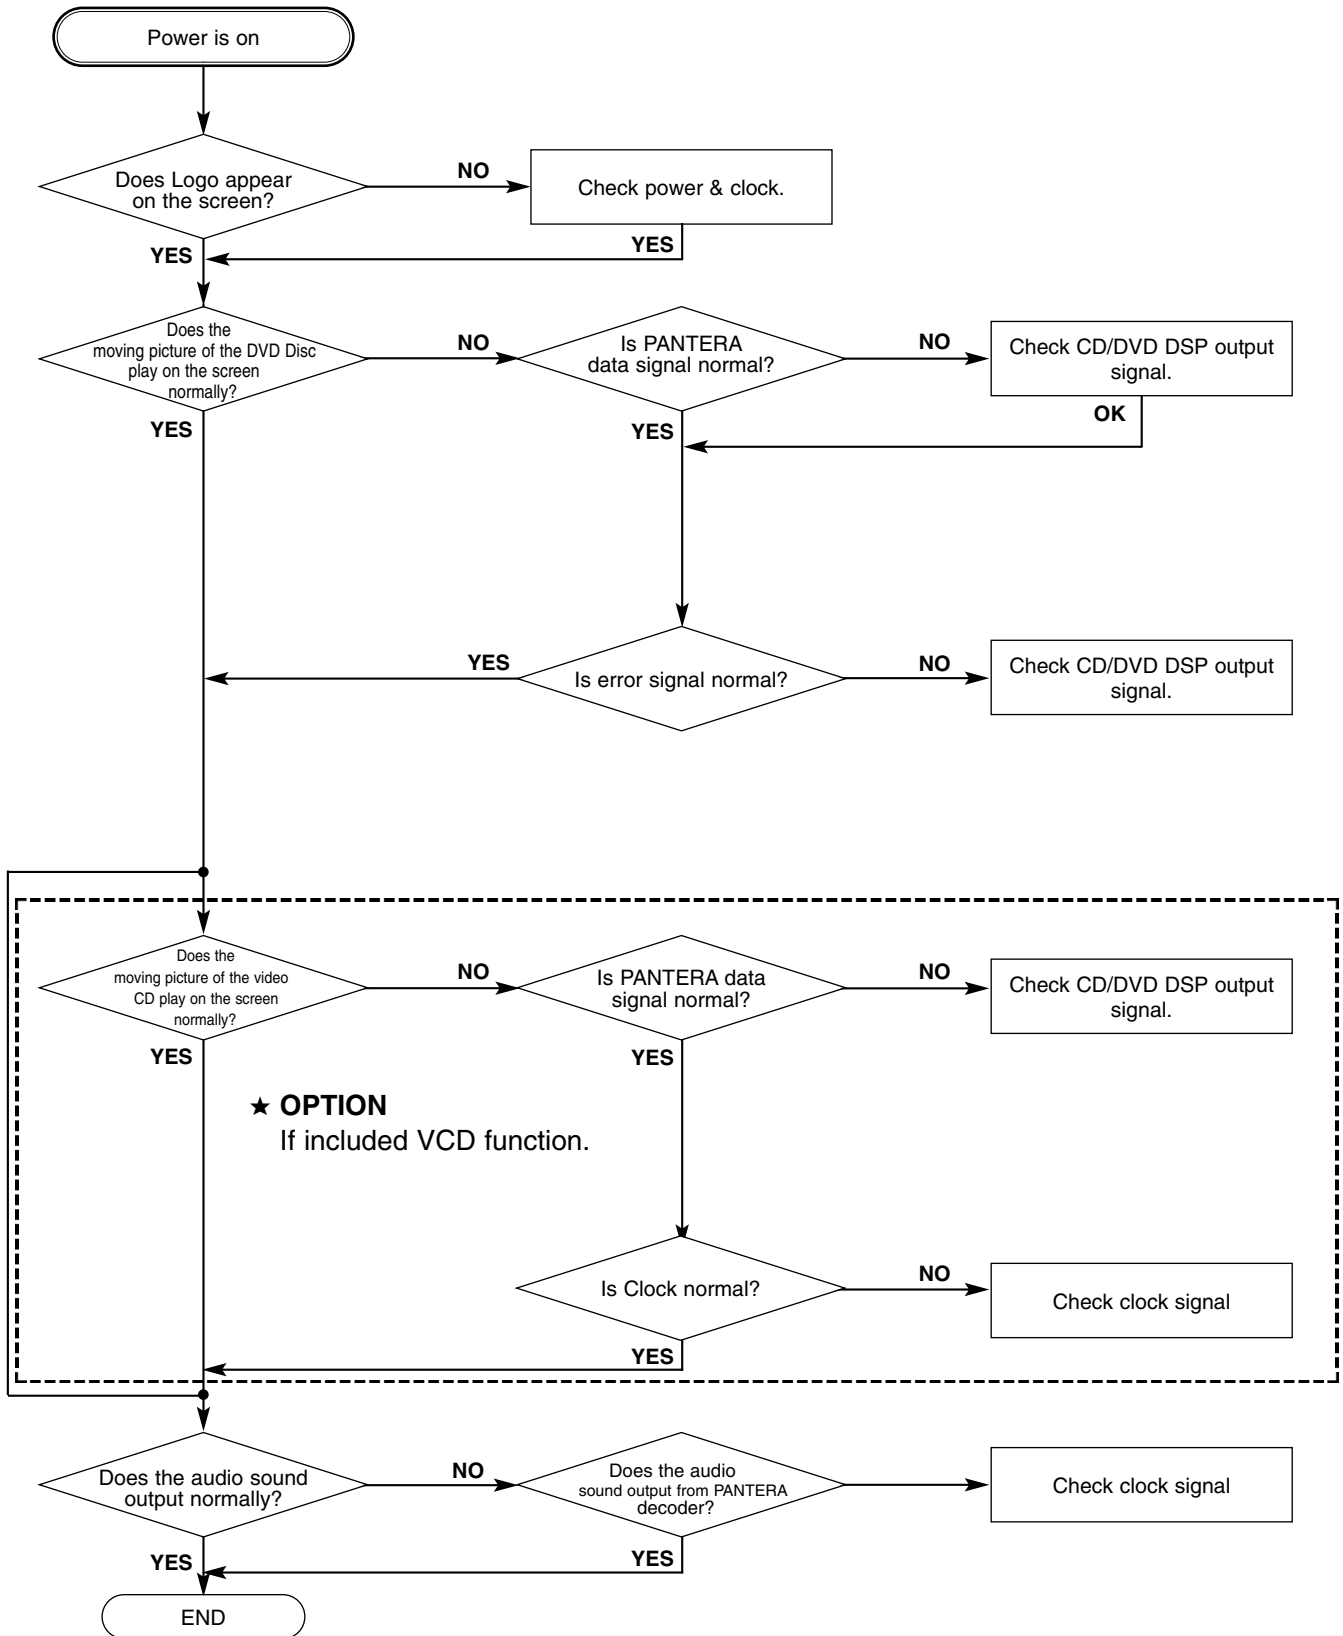 Power is on
Does Logo appear
on the screen?
NO
Check power & clock.
YES
YES
Does the
moving picture of the DVD Disc
play on the screen
normally?
NO
Is PANTERA
data signal normal?
NO
Check CD/DVD DSP output
signal.
OK
YES
YES
YES
Is error signal normal?
NO
Check CD/DVD DSP output
signal.
Does the
moving picture of the video
CD play on the screen
normally?
NO
Is PANTERA data
signal normal?
NO
Check CD/DVD DSP output
signal.
YES
YES
★ OPTION
If included VCD function.
Is Clock normal?
NO
Check clock signal
YES
Does the audio sound
output normally?
NO
Does the audio
sound output from PANTERA
decoder?
Check clock signal
YES
YES
END